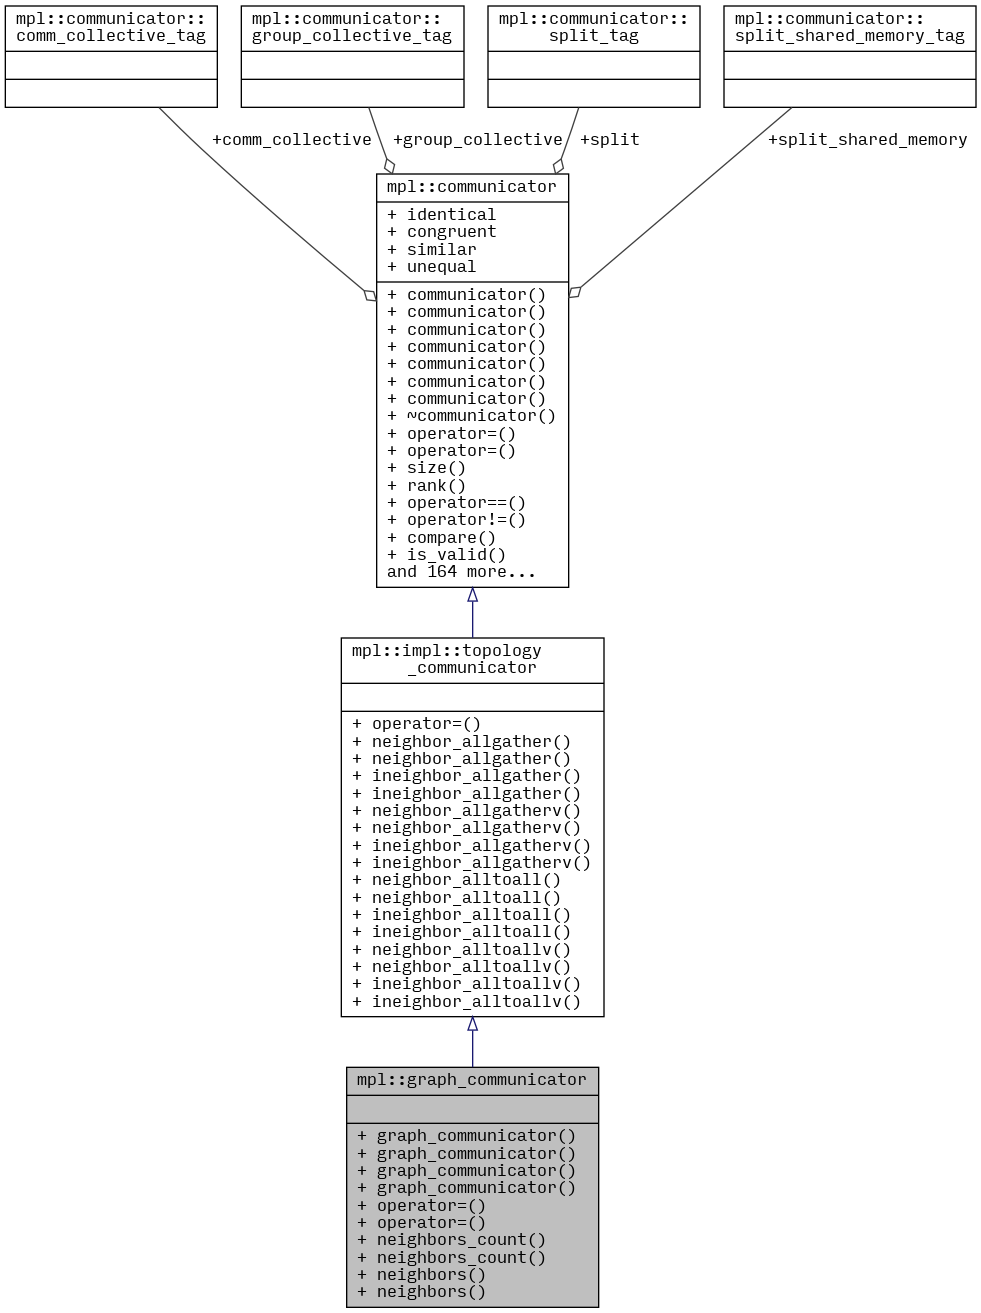 mpl::communicator::
comm_collective_tag
mpl::communicator::
group_collective_tag
mpl::communicator::
split_tag
mpl::communicator::
split_shared_memory_tag
+comm_collective
+group_collective
+split
+split_shared_memory
mpl::communicator
+ identical
+ congruent
+ similar
+ unequal
+ communicator()
+ communicator()
+ communicator()
+ communicator()
+ communicator()
+ communicator()
+ communicator()
+ ~communicator()
+ operator=()
+ operator=()
+ size()
+ rank()
+ operator==()
+ operator!=()
+ compare()
+ is_valid()
and 164 more...
mpl::impl::topology
_communicator
+ operator=()
+ neighbor_allgather()
+ neighbor_allgather()
+ ineighbor_allgather()
+ ineighbor_allgather()
+ neighbor_allgatherv()
+ neighbor_allgatherv()
+ ineighbor_allgatherv()
+ ineighbor_allgatherv()
+ neighbor_alltoall()
+ neighbor_alltoall()
+ ineighbor_alltoall()
+ ineighbor_alltoall()
+ neighbor_alltoallv()
+ neighbor_alltoallv()
+ ineighbor_alltoallv()
+ ineighbor_alltoallv()
mpl::graph_communicator
+ graph_communicator()
+ graph_communicator()
+ graph_communicator()
+ graph_communicator()
+ operator=()
+ operator=()
+ neighbors_count()
+ neighbors_count()
+ neighbors()
+ neighbors()